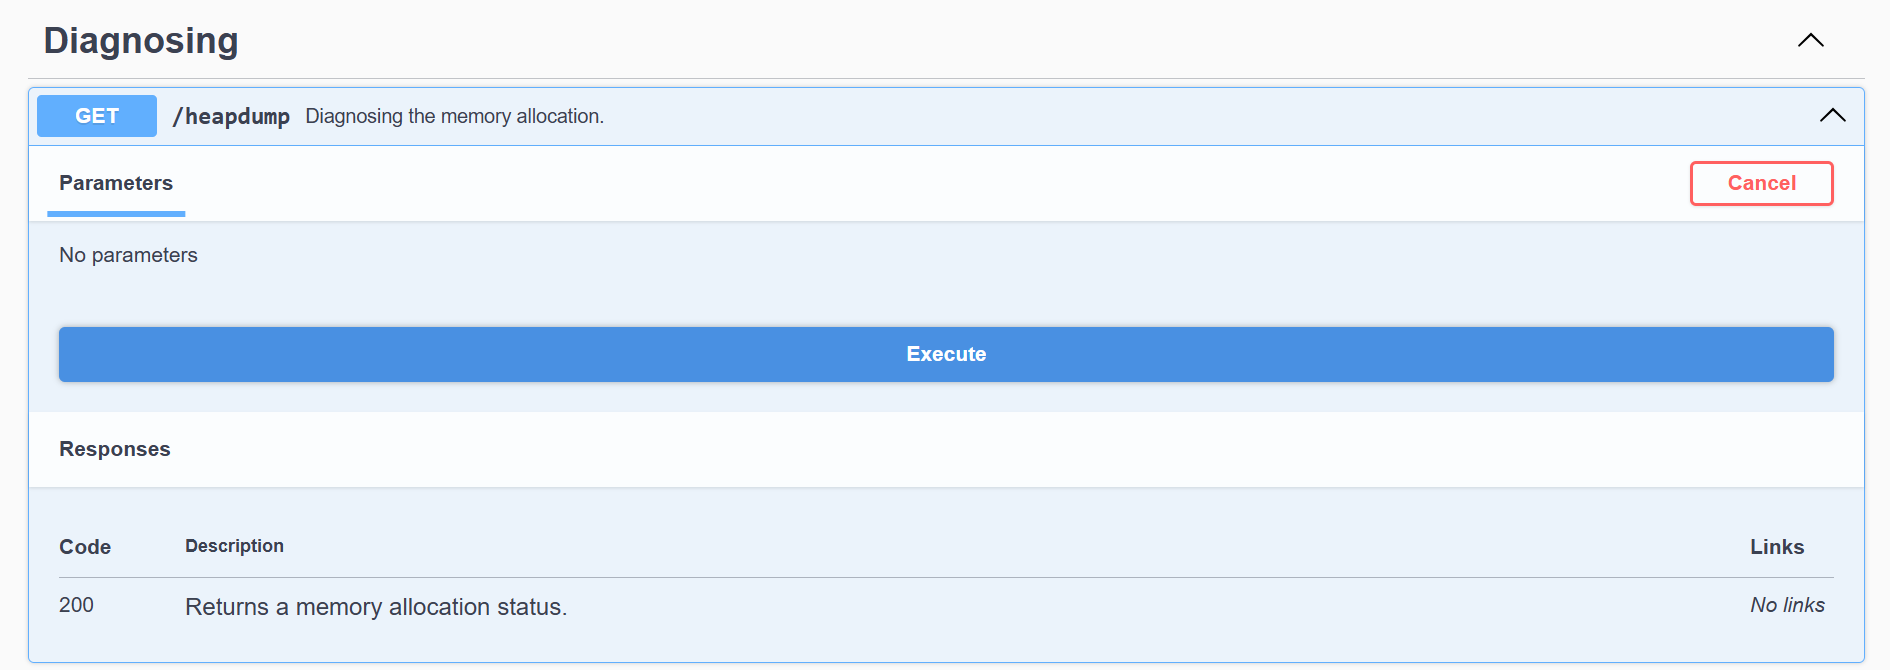 Diagnosing
GET /heapdump Diagnosing the memory allocation.
Parameters Cancel
No parameters
Execute
Responses
Code Description Links
200 Returns a memory allocation status. No links